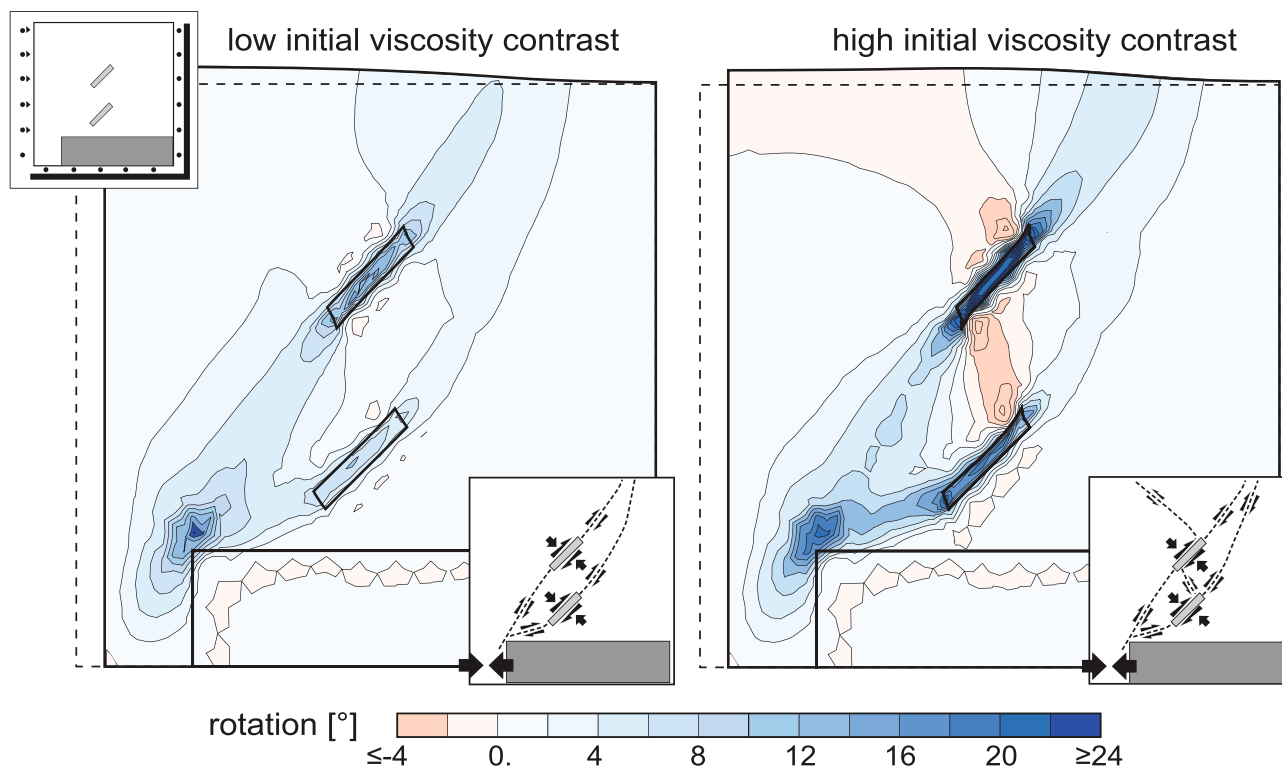 low initial viscosity contrast
high initial viscosity contrast
rotation [°]
≤-4 0. 4 8 12 16 20 ≥24